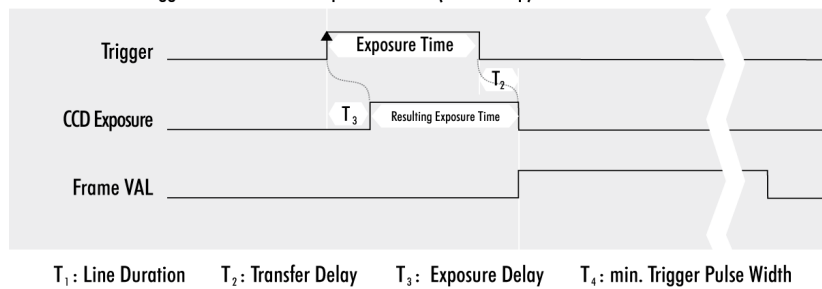 Trigger
Exposure Time
T₂
CCD Exposure
T₃
Resulting Exposure Time
Frame VAL
T₁ : Line Duration T₂ : Transfer Delay T₃ : Exposure Delay T₄ : min. Trigger Pulse Width